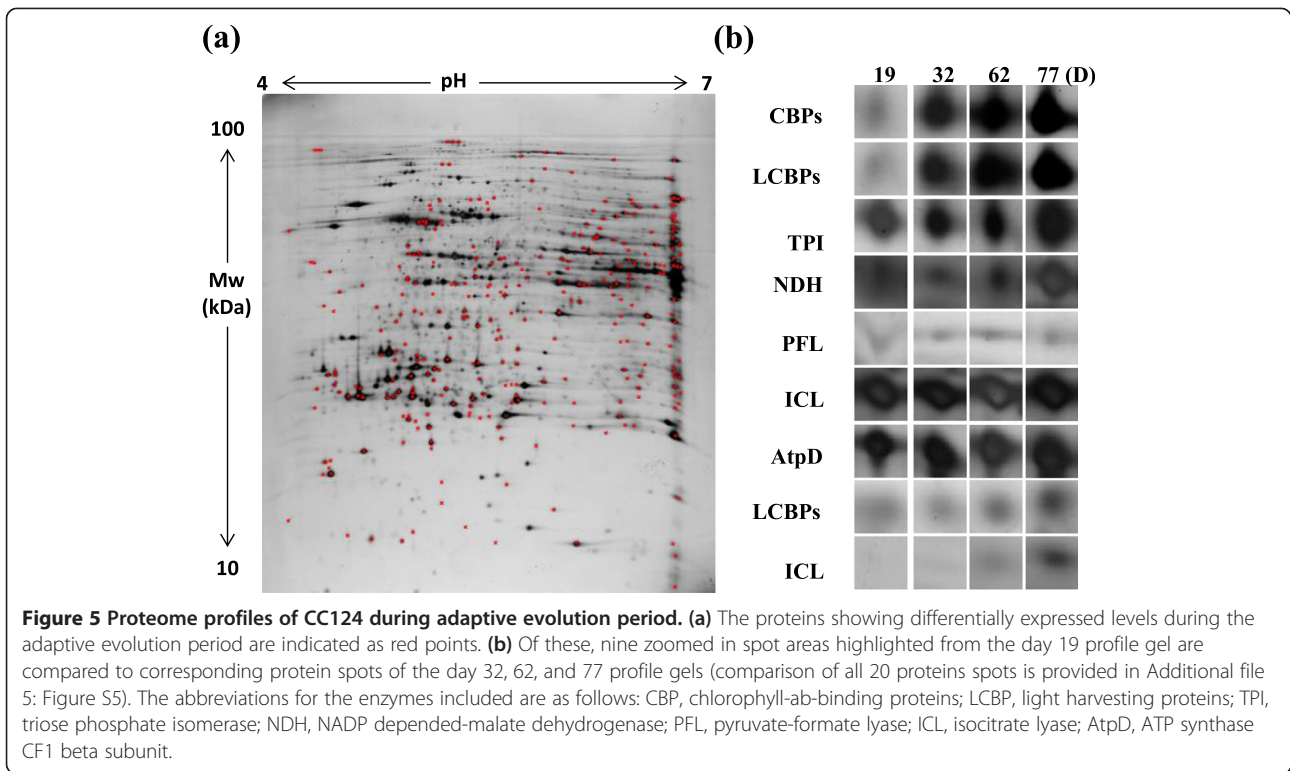 (a)
4 pH 7
100
Mw
(kDa)
10
(b)
19 32 62 77 (D)
CBPs
LCBPs
TPI
NDH
PFL
ICL
AtpD
LCBPs
ICL
Figure 5 Proteome profiles of CC124 during adaptive evolution period. (a) The proteins showing differentially expressed levels during the
adaptive evolution period are indicated as red points. (b) Of these, nine zoomed in spot areas highlighted from the day 19 profile gel are
compared to corresponding protein spots of the day 32, 62, and 77 profile gels (comparison of all 20 proteins spots is provided in Additional file
5: Figure S5). The abbreviations for the enzymes included are as follows: CBP, chlorophyll-ab-binding proteins; LCBP, light harvesting proteins; TPI,
triose phosphate isomerase; NDH, NADP depended-malate dehydrogenase; PFL, pyruvate-formate lyase; ICL, isocitrate lyase; AtpD, ATP synthase
CF1 beta subunit.